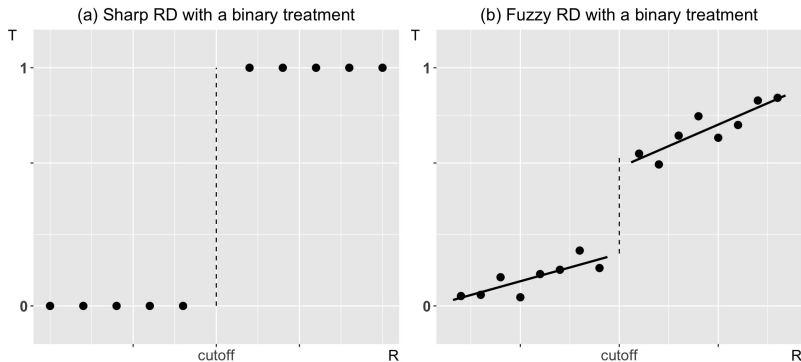 (a) Sharp RD with a binary treatment
T
1
0
cutoff
R
(b) Fuzzy RD with a binary treatment
T
1
0
cutoff
R